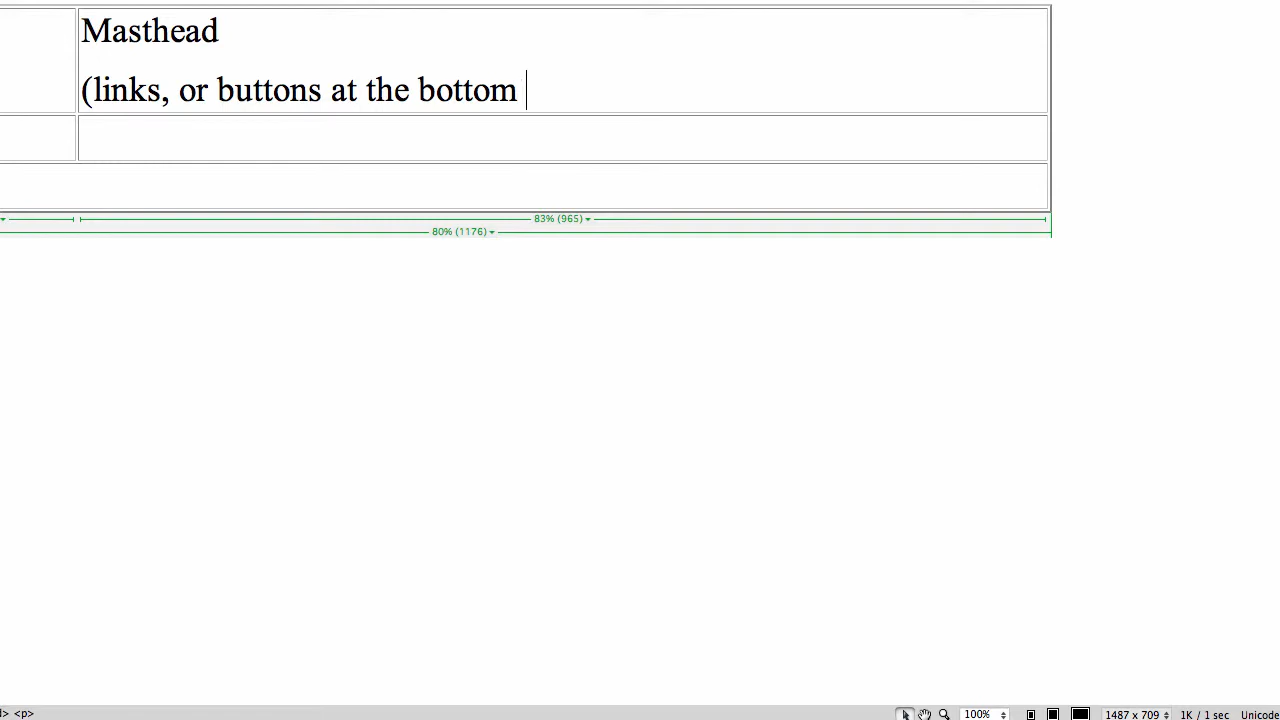 Masthead
(links, or buttons at the bottom
83% (965)
80% (1176)
<p>
100%
1487 x 709
1K / 1 sec
Unicode